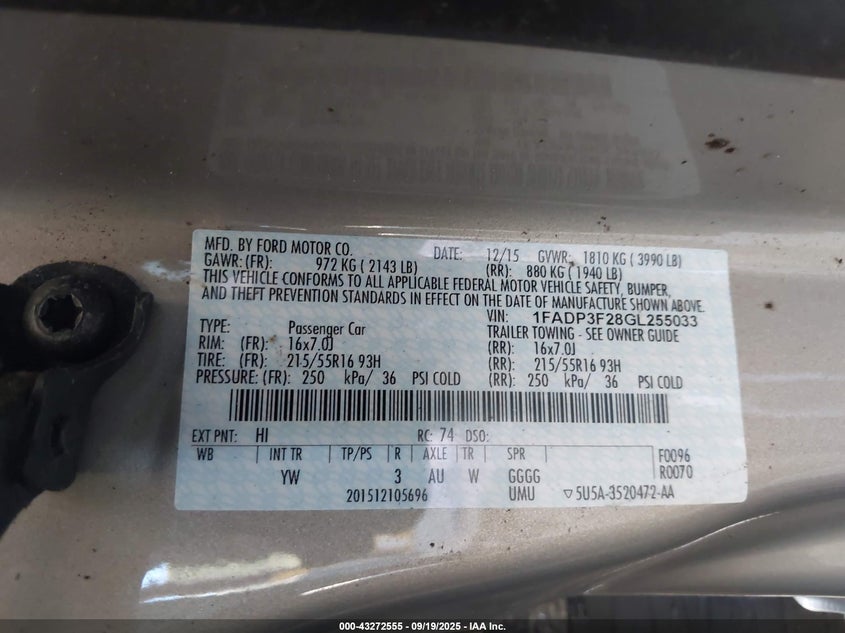 MFD. BY FORD MOTOR CO. DATE: 12/15 GVWR: 1810 KG ( 3990 LB)
GAWR: (FR): 972 KG ( 2143 LB) (RR): 880 KG ( 1940 LB)
THIS VEHICLE CONFORMS TO ALL APPLICABLE FEDERAL MOTOR VEHICLE SAFETY, BUMPER,
AND THEFT PREVENTION STANDARDS IN EFFECT ON THE DATE OF MANUFACTURE SHOWN ABOVE.
VIN: 1FADP3F28GL255033
TYPE: Passenger Car TRAILER TOWING - SEE OWNER GUIDE
RIM: (FR): 16x7.0J (RR): 16x7.0J
TIRE: (FR): 215/55R16 93H (RR): 215/55R16 93H
PRESSURE: (FR): 250 kPa/ 36 PSI COLD (RR): 250 kPa/ 36 PSI COLD
EXT PNT: HI RC: 74 DSO:
WB INT TR TP/PS R AXLE TR SPR F0096
YW 3 AU W GGGG R0070
201512105696 UMU ▽5U5A-3520472-AA
000-43272555 - 09/19/2025 - IAA Inc.